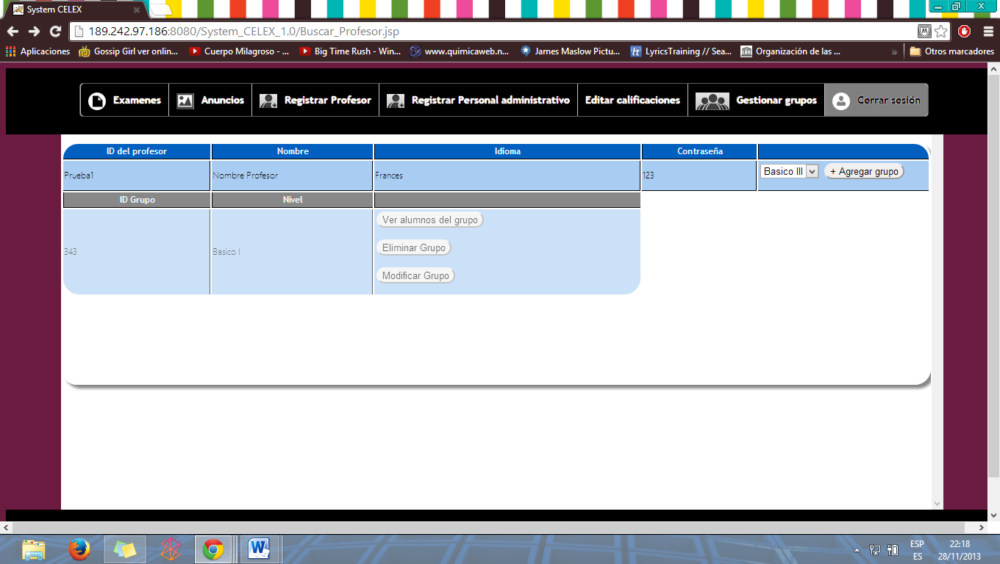 System CELEX
189.242.97.186:8080/System_CELEX_1.0/Buscar_Profesor.jsp
Aplicaciones Gossip Girl ver onlin... Cuerpo Milagroso - ... Big Time Rush - Win... www.quimicaweb.n... James Maslow Pictu... LyricsTraining // Sea... Organización de las ... » Otros marcadores
Examenes Anuncios Registrar Profesor Registrar Personal administrativo Editar calificaciones Gestionar grupos Cerrar sesión
ID del profesor Nombre Idioma Contraseña
Prueba1 Nombre Profesor Frances 123 Basico III + Agregar grupo
ID Grupo Nivel
Ver alumnos del grupo
343 Basico I Eliminar Grupo
Modificar Grupo
ESP 22:18
ES 28/11/2013